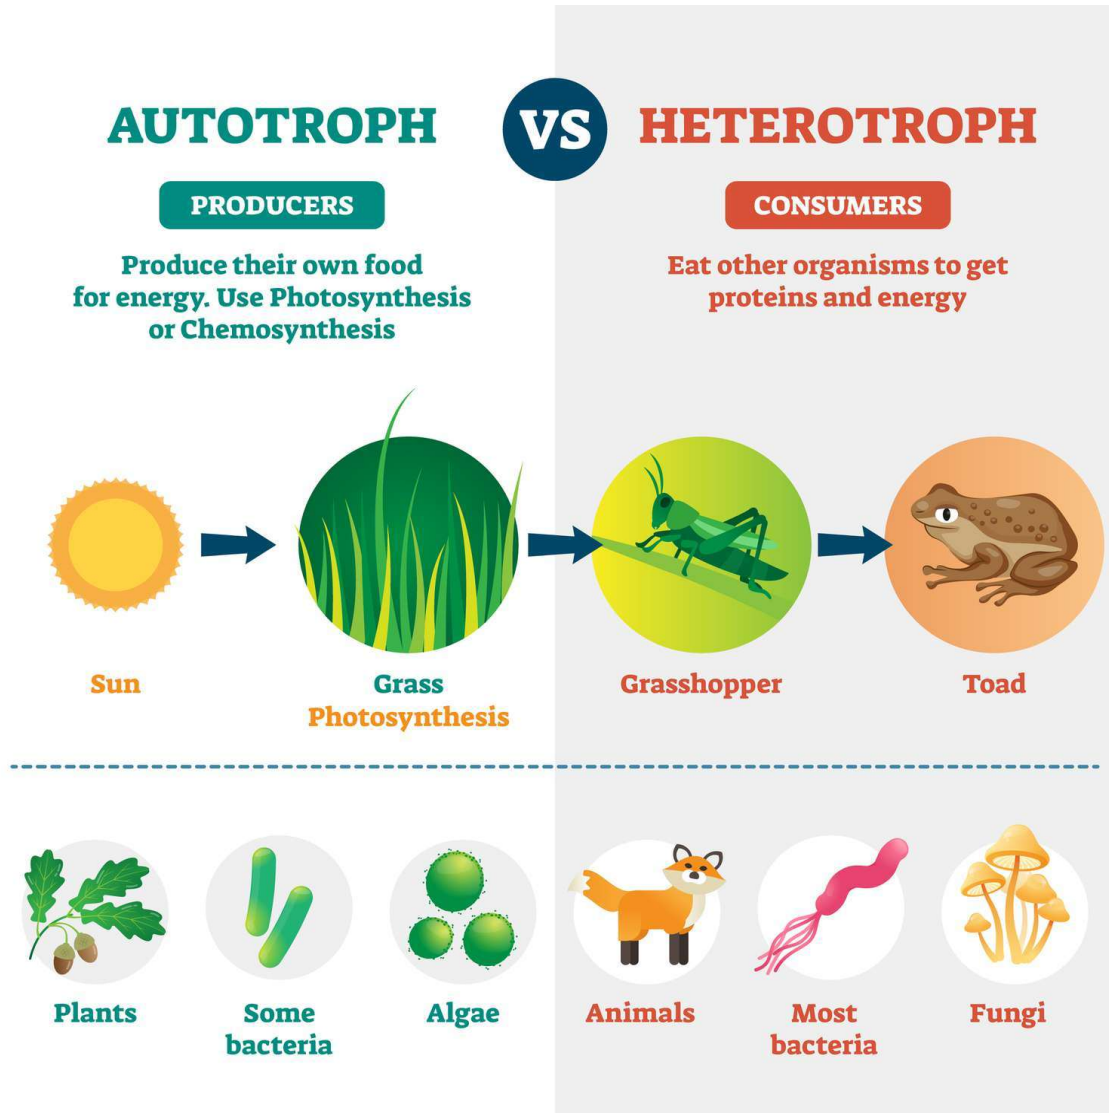 AUTOTROPH
VS
HETEROTROPH
PRODUCERS
Produce their own food
for energy. Use Photosynthesis
or Chemosynthesis
CONSUMERS
Eat other organisms to get
proteins and energy
Sun
Grass
Photosynthesis
Grasshopper
Toad
Plants
Some
bacteria
Algae
Animals
Most
bacteria
Fungi